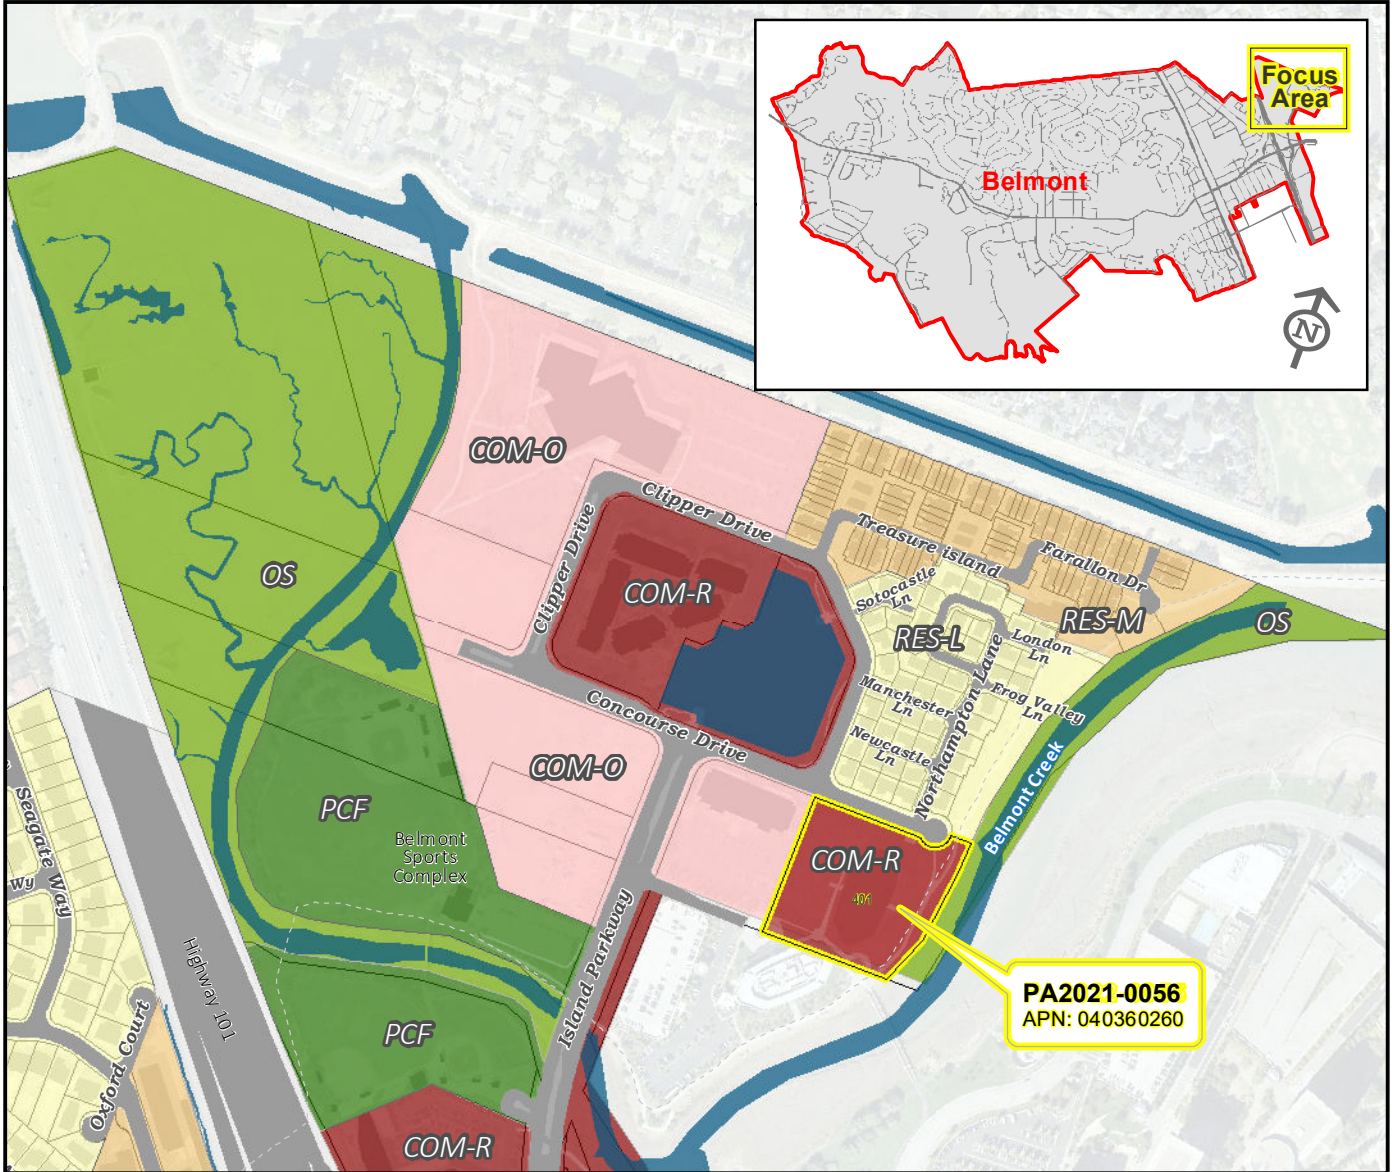 Focus
Area
Belmont
N
COM-O
Clipper Drive
Clipper Drive
COM-R
Treasure island
Farallon Dr
Sotocastle
Ln
RES-L
RES-M
OS
London
Ln
OS
Manchester
Ln
Frog Valley
Ln
Northampton Lane
Newcastle
Ln
Concourse Drive
COM-O
PCF
Belmont
Sports
Complex
Belmont Creek
COM-R
401
Seagate Way
Wy
Highway 101
Island Parkway
PA2021-0056
APN: 040360260
Oxford Court
PCF
COM-R